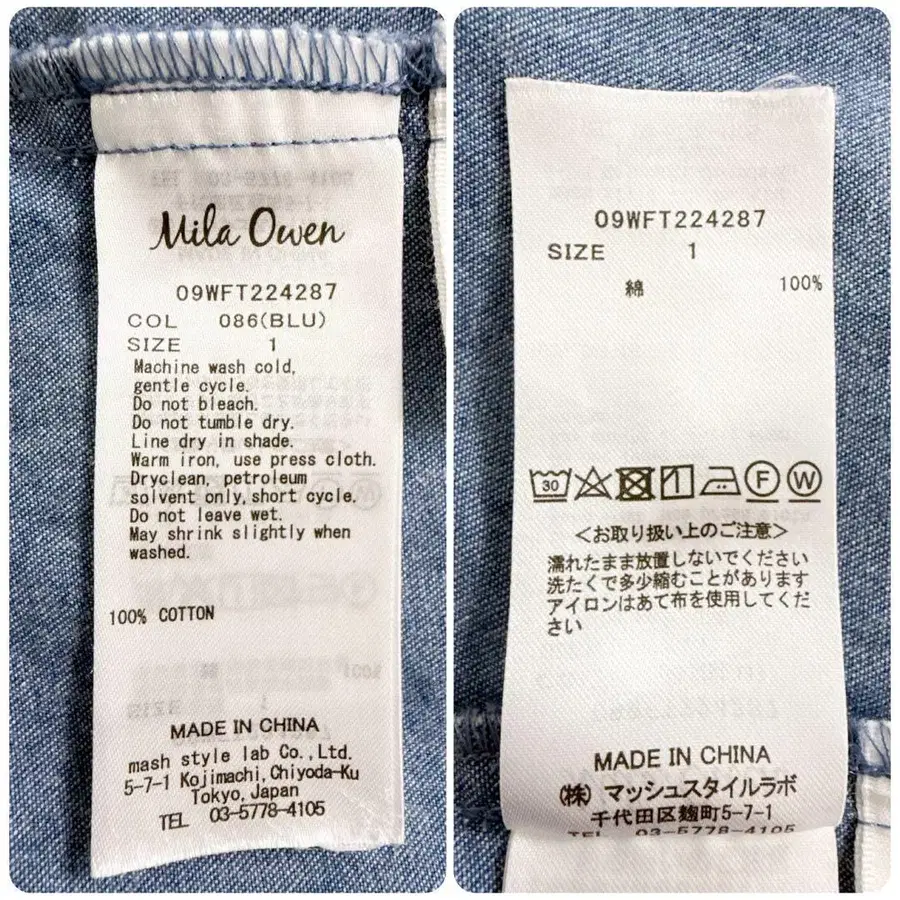 Mila Owen
09WFT224287
COL 086(BLU)
SIZE 1
Machine wash cold,
gentle cycle.
Do not bleach.
Do not tumble dry.
Line dry in shade.
Warm iron, use press cloth.
Dryclean, petroleum
solvent only,short cycle.
Do not leave wet.
May shrink slightly when
washed.
100% COTTON
MADE IN CHINA
mash style lab Co.,Ltd.
5-7-1 Kojimachi,Chiyoda-Ku
Tokyo,Japan
TEL 03-5778-4105
09WFT224287
SIZE 1
綿 100%
30 F W
＜お取り扱い上のご注意＞
濡れたまま放置しないでください
洗たくで多少縮むことがあります
アイロンはあて布を使用してくだ
さい
MADE IN CHINA
(株) マッシュスタイルラボ
千代田区麹町5-7-1
TEL 03-5778-4105